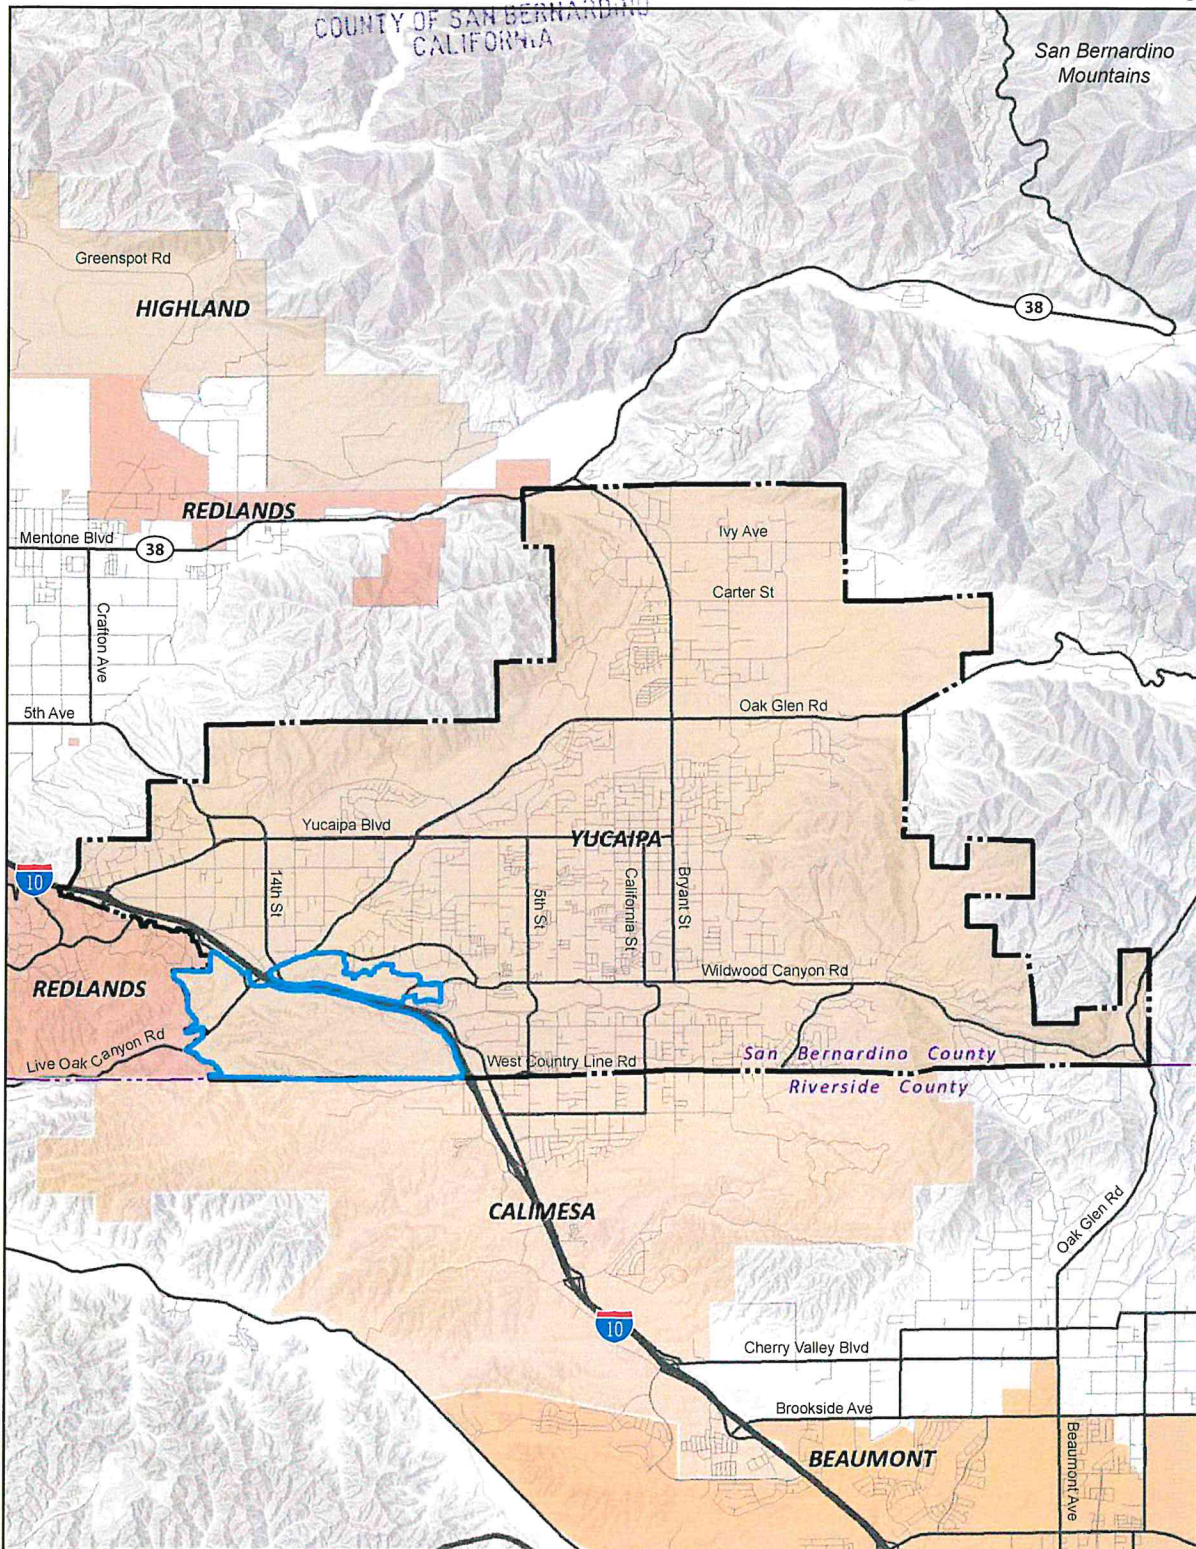 COUNTY OF SAN BERNARDINO
CALIFORNIA
San Bernardino
Mountains
Greenspot Rd
HIGHLAND
38
REDLANDS
Ivy Ave
Mentone Blvd
38
Carter St
Crafton Ave
5th Ave
Oak Glen Rd
Yucaipa Blvd
YUCAIPA
10
14th St
5th St
California St
Bryant St
Wildwood Canyon Rd
REDLANDS
Live Oak Canyon Rd
West Country Line Rd
San Bernardino County
Riverside County
CALIMESA
Oak Glen Rd
10
Cherry Valley Blvd
Brookside Ave
BEAUMONT
Beaumont Ave